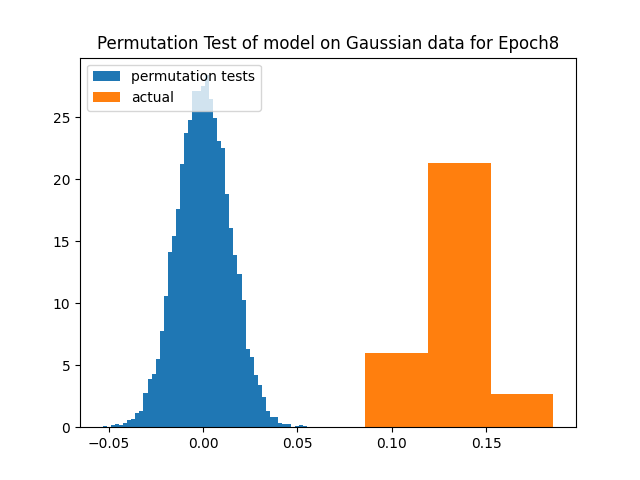 Permutation Test of model on Gaussian data for Epoch8
permutation tests
actual
25
20
15
10
5
0
−0.05 0.00 0.05 0.10 0.15